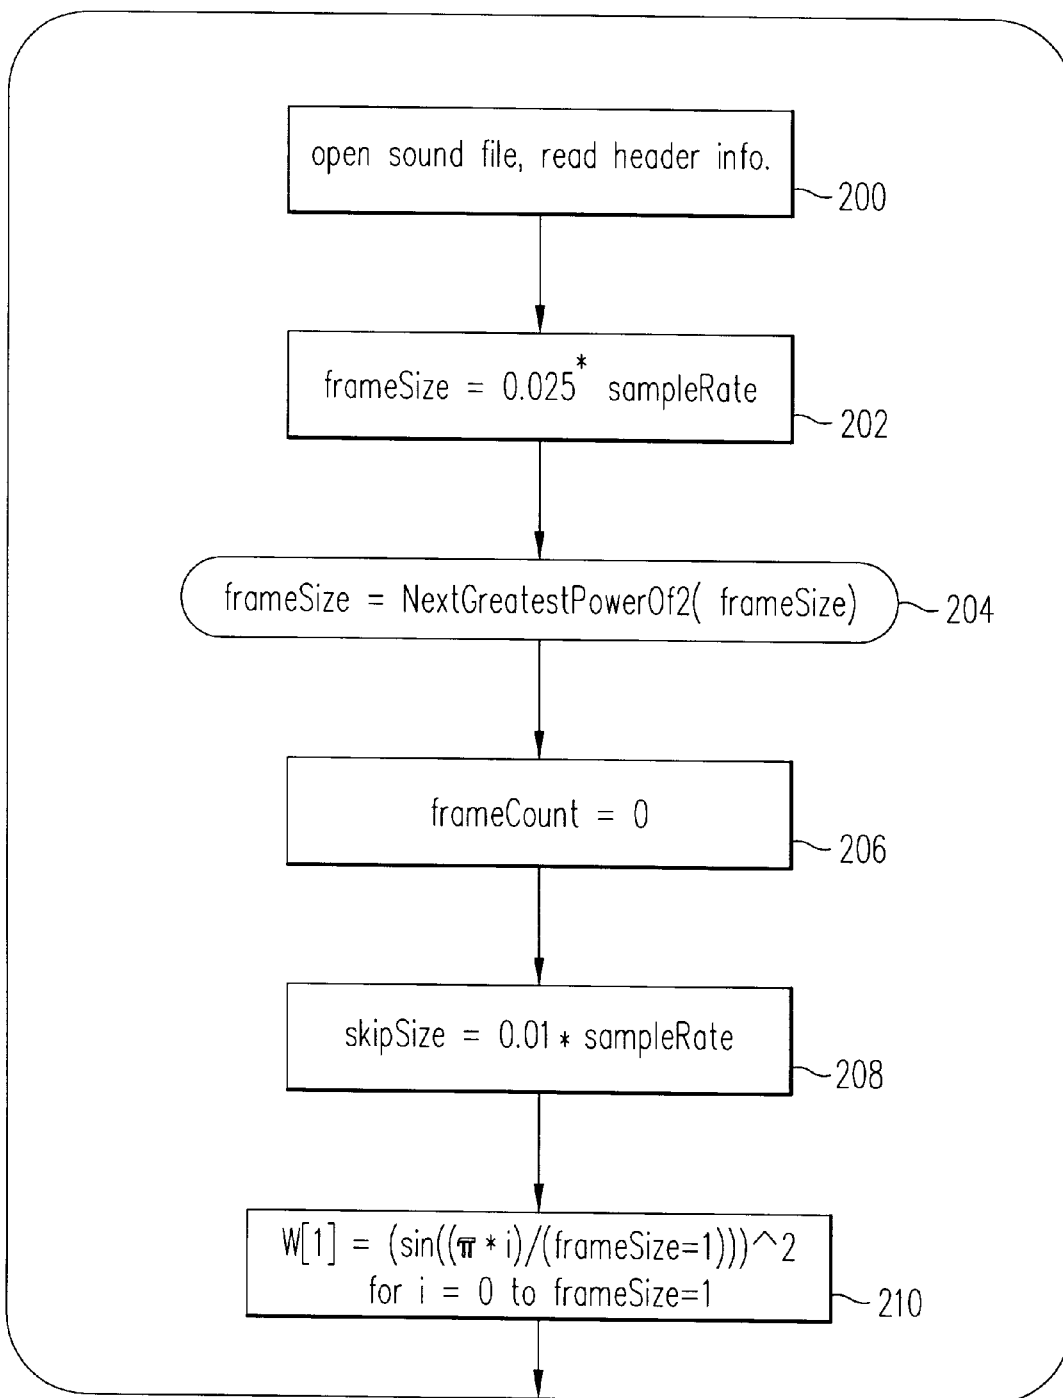 open sound file, read header info.
200
frameSize = 0.025* sampleRate
202
frameSize = NextGreatestPowerOf2( frameSize)
204
frameCount = 0
206
skipSize = 0.01 * sampleRate
208
W[1] = (sin((π * i)/(frameSize=1)))^2
for i = 0 to frameSize=1
210